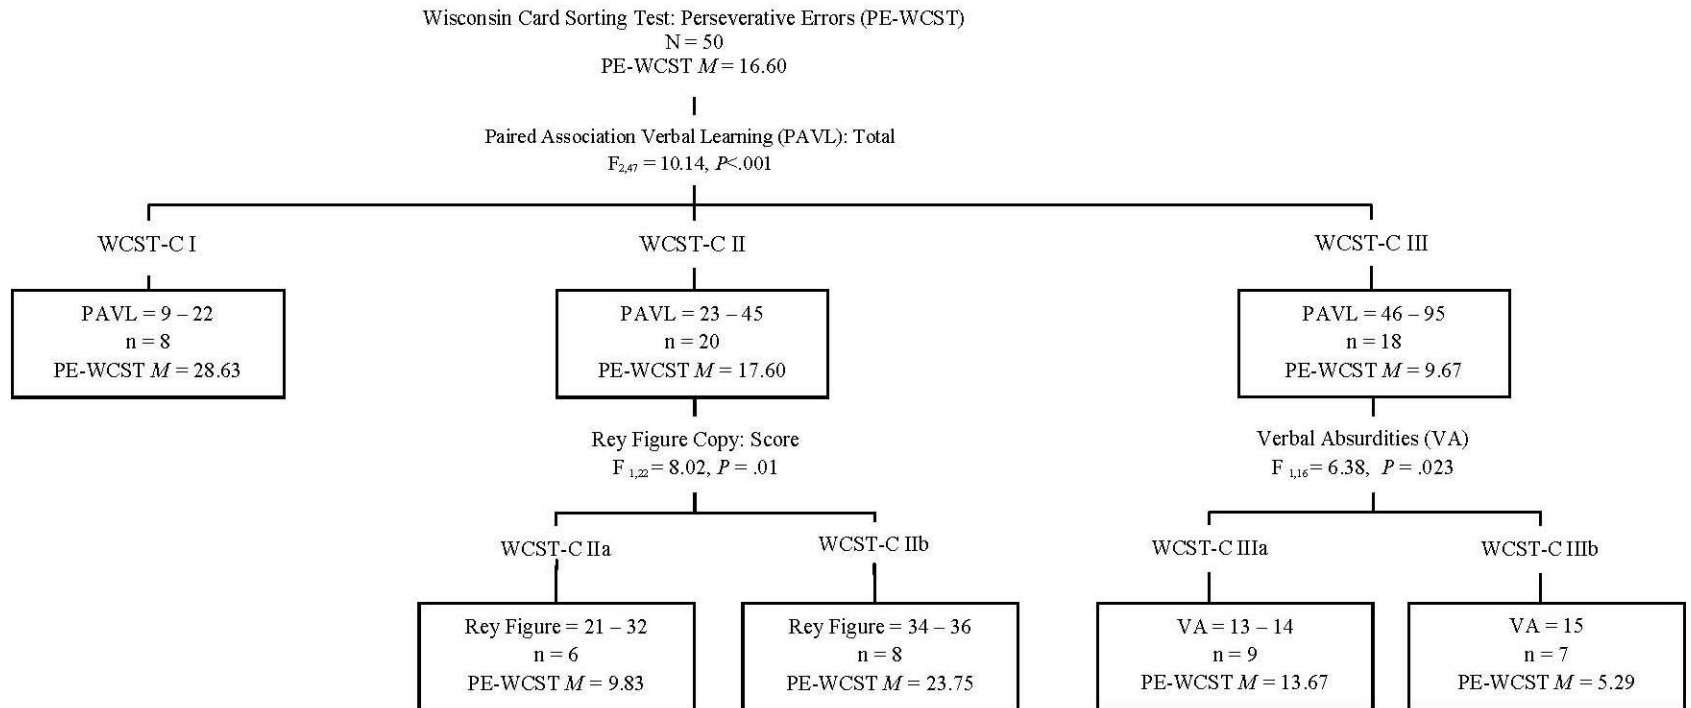 Wisconsin Card Sorting Test: Perseverative Errors (PE-WCST)
N = 50
PE-WCST M = 16.60
Paired Association Verbal Learning (PAVL): Total
F2,47 = 10.14, P<.001
WCST-C I
WCST-C II
WCST-C III
PAVL = 9 – 22
n = 8
PE-WCST M = 28.63
PAVL = 23 – 45
n = 20
PE-WCST M = 17.60
PAVL = 46 – 95
n = 18
PE-WCST M = 9.67
Rey Figure Copy: Score
F 1,22 = 8.02, P = .01
Verbal Absurdities (VA)
F 1,16 = 6.38, P = .023
WCST-C IIa
WCST-C IIb
WCST-C IIIa
WCST-C IIIb
Rey Figure = 21 – 32
n = 6
PE-WCST M = 9.83
Rey Figure = 34 – 36
n = 8
PE-WCST M = 23.75
VA = 13 – 14
n = 9
PE-WCST M = 13.67
VA = 15
n = 7
PE-WCST M = 5.29